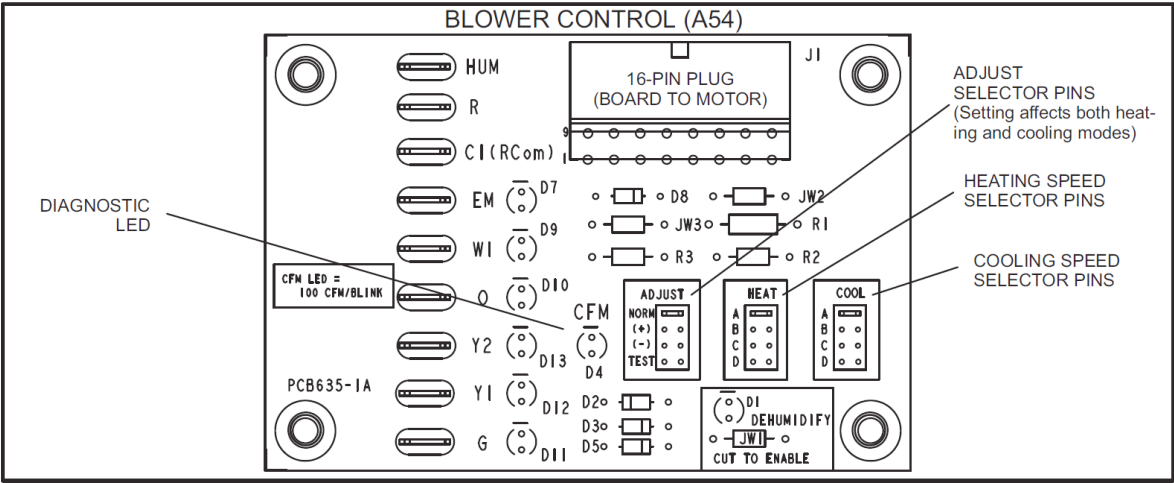 BLOWER CONTROL (A54)
HUM
R
C1(RCom)
EM
D7
W1
D9
O
D10
Y2
D13
Y1
D12
G
D11
J1
16-PIN PLUG
(BOARD TO MOTOR)
9
1
D8
JW2
JW3
R1
R3
R2
DIAGNOSTIC
LED
CFM LED =
100 CFM/BLINK
CFM
D4
ADJUST
NORM
(+)
(-)
TEST
HEAT
A
B
C
D
COOL
A
B
C
D
PCB635-1A
D2
D3
D5
D1
DEHUMIDIFY
JW1
CUT TO ENABLE
ADJUST
SELECTOR PINS
(Setting affects both heat-
ing and cooling modes)
HEATING SPEED
SELECTOR PINS
COOLING SPEED
SELECTOR PINS